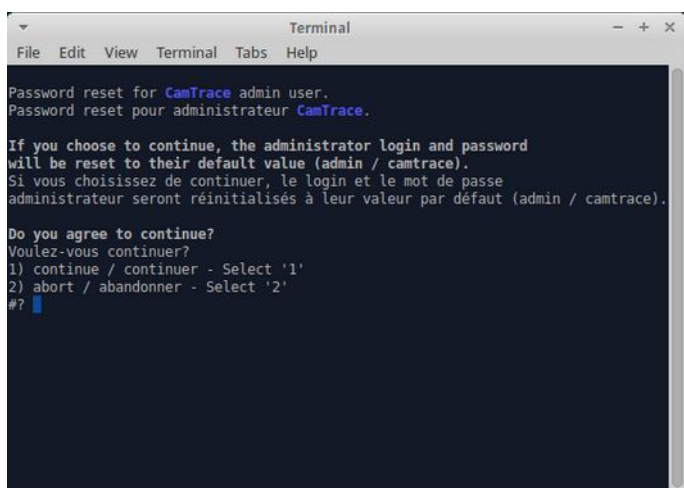 Terminal
File Edit View Terminal Tabs Help
Password reset for CamTrace admin user.
Password reset pour administrateur CamTrace.
If you choose to continue, the administrator login and password
will be reset to their default value (admin / camtrace).
Si vous choisissez de continuer, le login et le mot de passe
administrateur seront réinitialisés à leur valeur par défaut (admin / camtrace).
Do you agree to continue?
Voulez-vous continuer?
1) continue / continuer - Select '1'
2) abort / abandonner - Select '2'
#?